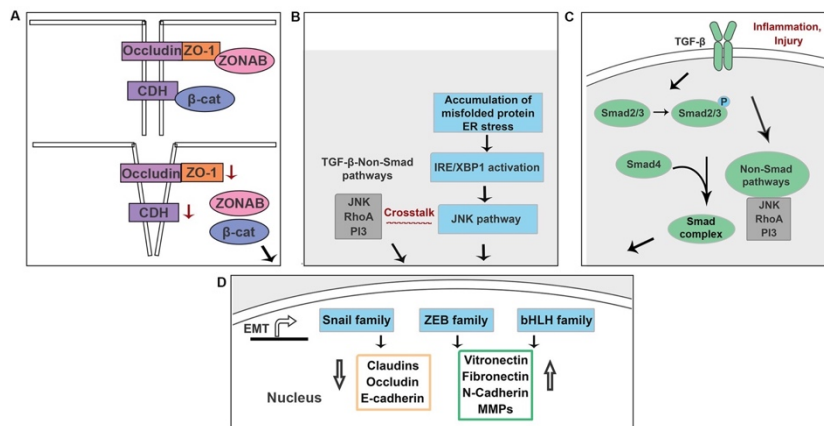 A
Occludin ZO-1
ZONAB
CDH
β-cat
Occludin ZO-1
CDH
ZONAB
β-cat
B
Accumulation of
misfolded protein
ER stress
TGF-β-Non-Smad
pathways
IRE/XBP1 activation
JNK
RhoA
PI3
Crosstalk
JNK pathway
C
TGF-β
Inflammation,
Injury
Smad2/3
Smad2/3
P
Smad4
Non-Smad
pathways
JNK
RhoA
PI3
Smad
complex
D
EMT
Snail family
ZEB family
bHLH family
Claudins
Occludin
E-cadherin
Vitronectin
Fibronectin
N-Cadherin
MMPs
Nucleus